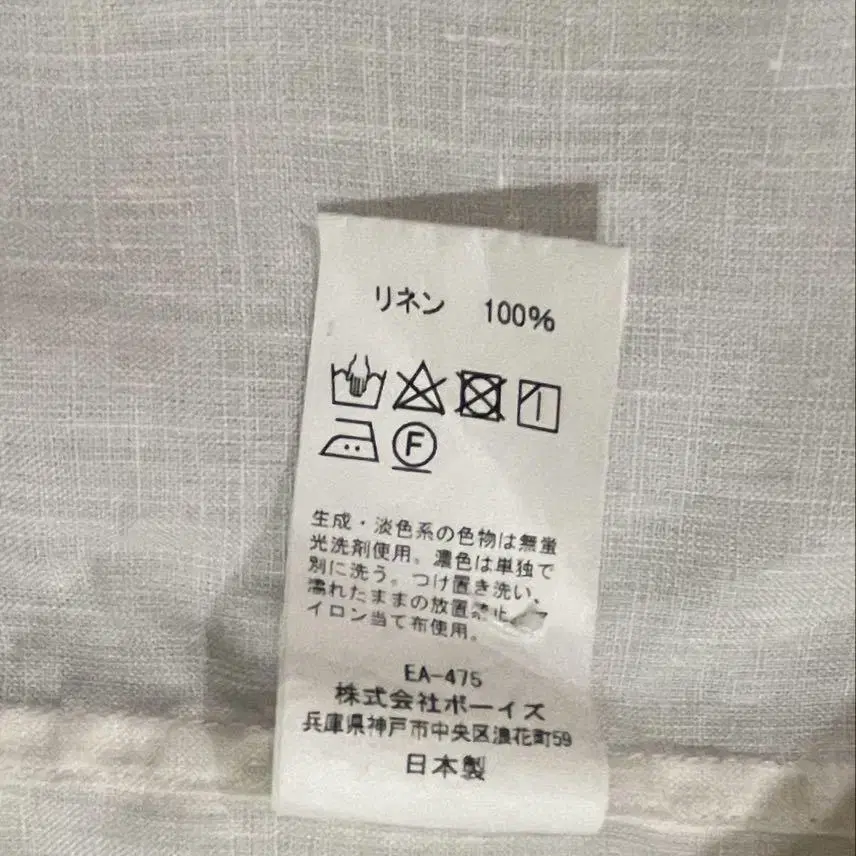 リネン 100%
F
生成・淡色系の色物は無蛍
光洗剤使用。濃色は単独で
別に洗う。つけ置き洗い、
濡れたままの放置禁止
イロン当て布使用。
EA-475
株式会社ボーイズ
兵庫県神戸市中央区浪花町59
日本製